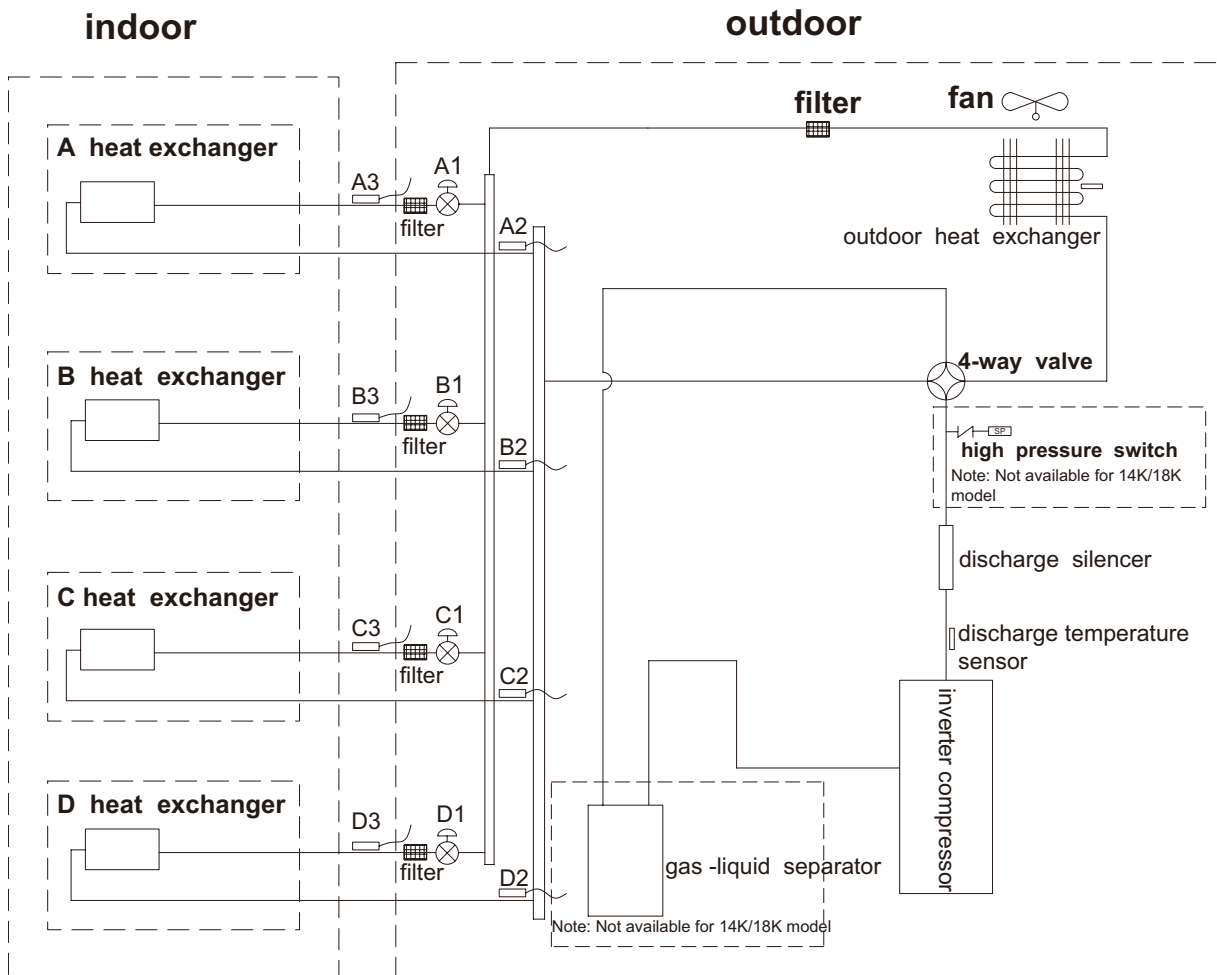 indoor
outdoor
filter
fan
A heat exchanger
A3
A1
filter
A2
outdoor heat exchanger
B heat exchanger
B3
B1
filter
B2
4-way valve
SP
high pressure switch
Note: Not available for 14K/18K
model
discharge silencer
C heat exchanger
C3
C1
filter
C2
discharge temperature
sensor
inverter compressor
D heat exchanger
D3
D1
filter
D2
gas -liquid separator
Note: Not available for 14K/18K model